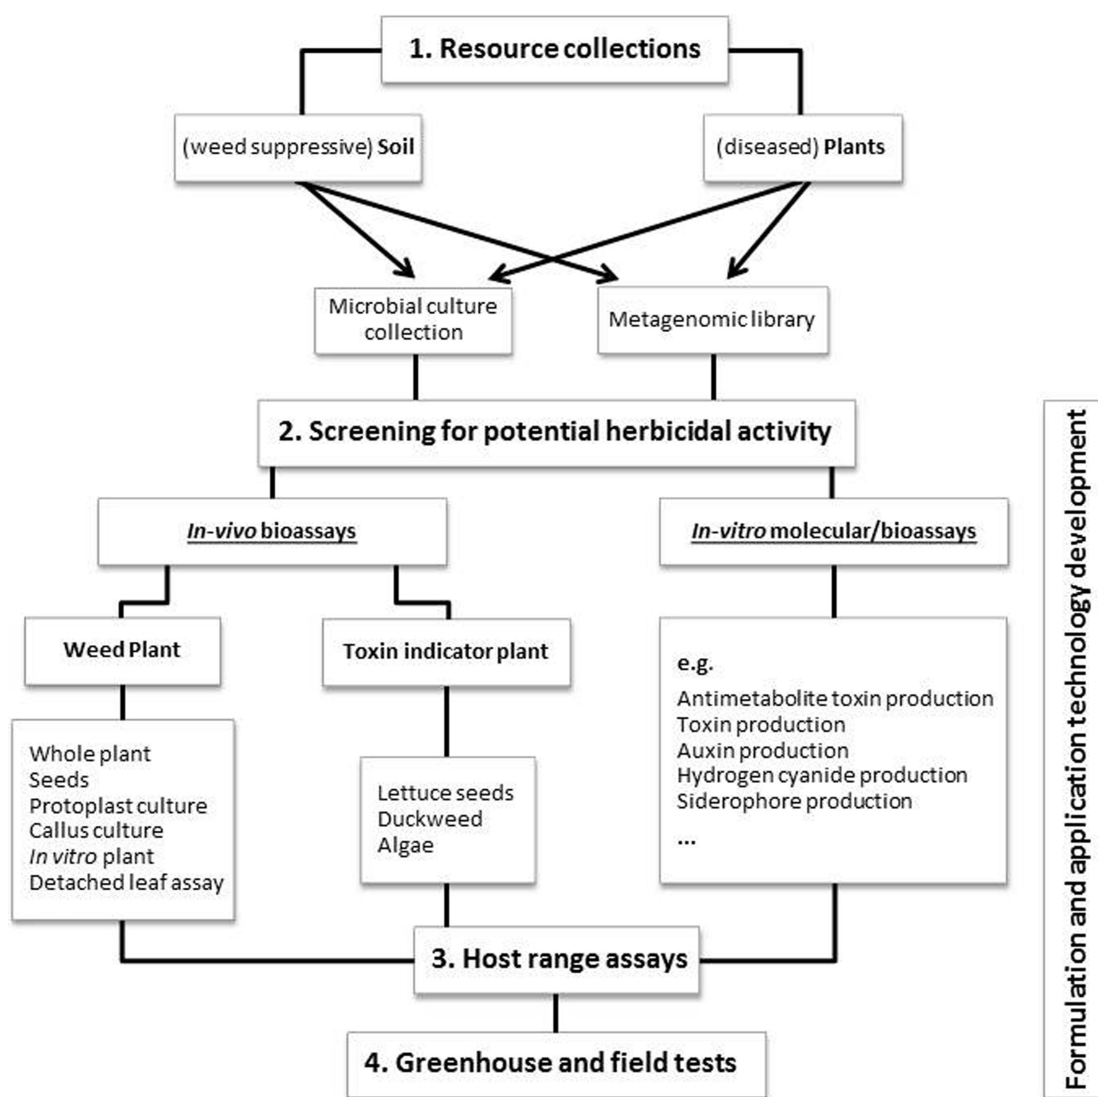 1. Resource collections
(weed suppressive) Soil
(diseased) Plants
Microbial culture
collection
Metagenomic library
2. Screening for potential herbicidal activity
In-vivo bioassays
In-vitro molecular/bioassays
Weed Plant
Toxin indicator plant
Whole plant
Seeds
Protoplast culture
Callus culture
In vitro plant
Detached leaf assay
Lettuce seeds
Duckweed
Algae
e.g.
Antimetabolite toxin production
Toxin production
Auxin production
Hydrogen cyanide production
Siderophore production
...
3. Host range assays
4. Greenhouse and field tests
Formulation and application technology development